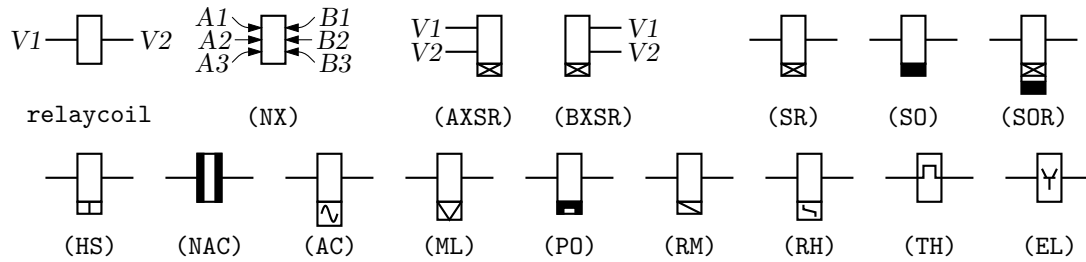 A1 B1 V1 V1
V1 V2 A2 B2 V2 V2
A3 B3
relaycoil (NX) (AXSR) (BXSR) (SR) (SO) (SOR)
(HS) (NAC) (AC) (ML) (PO) (RM) (RH) (TH) (EL)